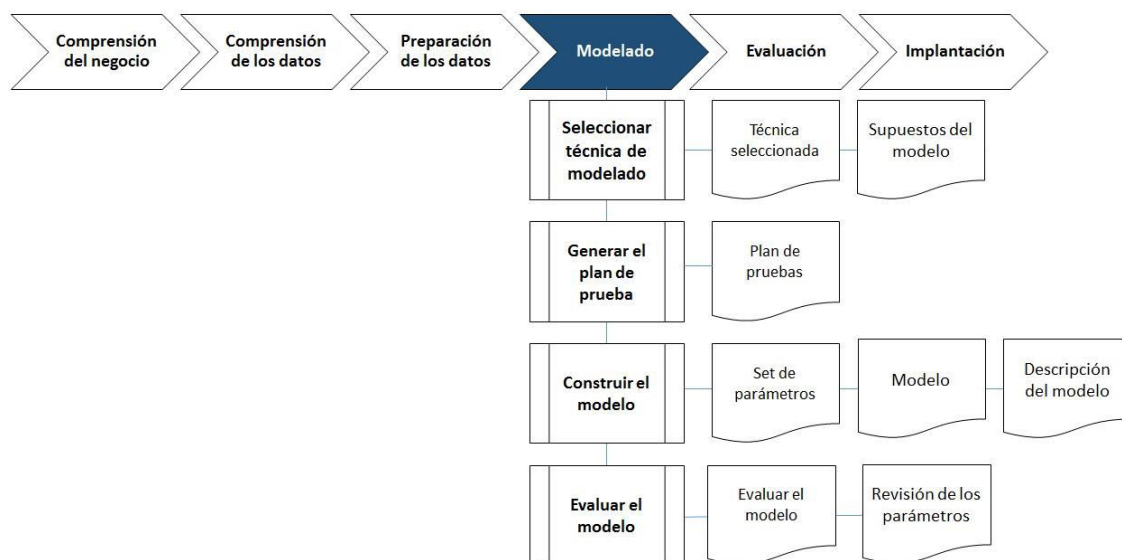 Comprensión
del negocio
Comprensión
de los datos
Preparación
de los datos
Modelado
Evaluación
Implantación
Seleccionar
técnica de
modelado
Técnica
seleccionada
Supuestos del
modelo
Generar el
plan de
prueba
Plan de
pruebas
Construir el
modelo
Set de
parámetros
Modelo
Descripción
del modelo
Evaluar el
modelo
Evaluar el
modelo
Revisión de los
parámetros